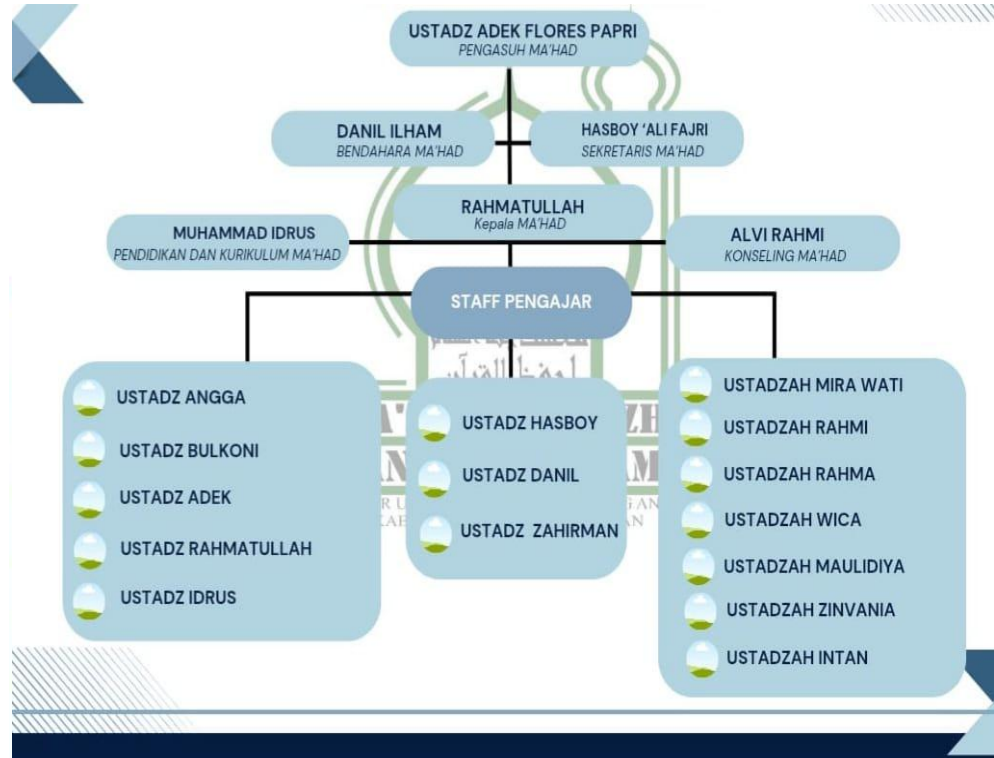 USTADZ ADEK FLORES PAPRI
PENGASUH MA'HAD
DANIL ILHAM
BENDAHARA MA'HAD
HASBOY 'ALI FAJRI
SEKRETARIS MA'HAD
RAHMATULLAH
Kepala MA'HAD
MUHAMMAD IDRUS
PENDIDIKAN DAN KURIKULUM MA'HAD
ALVI RAHMI
KONSELING MA'HAD
STAFF PENGAJAR
USTADZ ANGGA
USTADZ BULKONI
USTADZ ADEK
USTADZ RAHMATULLAH
USTADZ IDRUS
USTADZ HASBOY
USTADZ DANIL
USTADZ ZAHIRMAN
USTADZAH MIRA WATI
USTADZAH RAHMI
USTADZAH RAHMA
USTADZAH WICA
USTADZAH MAULIDIYA
USTADZAH ZINVANIA
USTADZAH INTAN